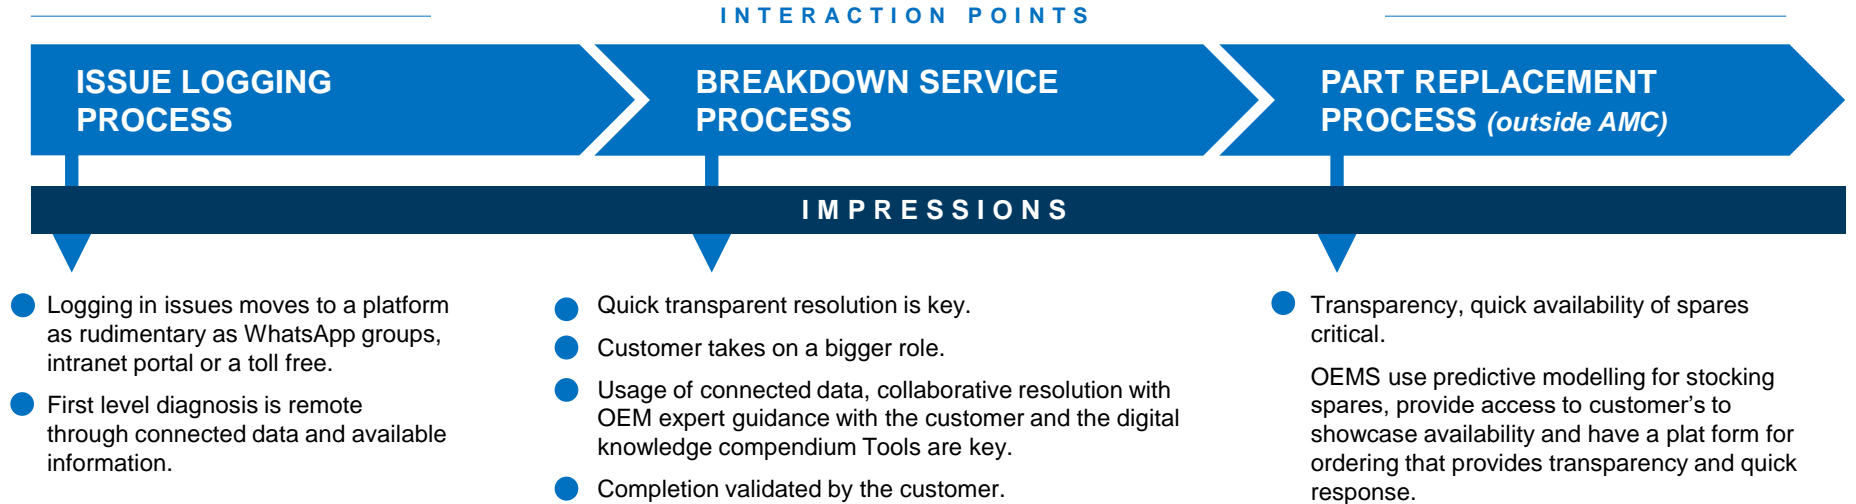 INTERACTION POINTS
ISSUE LOGGING
PROCESS
BREAKDOWN SERVICE
PROCESS
PART REPLACEMENT
PROCESS (outside AMC)
IMPRESSIONS
Logging in issues moves to a platform
as rudimentary as WhatsApp groups,
intranet portal or a toll free.
First level diagnosis is remote
through connected data and available
information.
Quick transparent resolution is key.
Customer takes on a bigger role.
Usage of connected data, collaborative resolution with
OEM expert guidance with the customer and the digital
knowledge compendium Tools are key.
Completion validated by the customer.
Transparency, quick availability of spares
critical.
OEMS use predictive modelling for stocking
spares, provide access to customer's to
showcase availability and have a plat form for
ordering that provides transparency and quick
response.